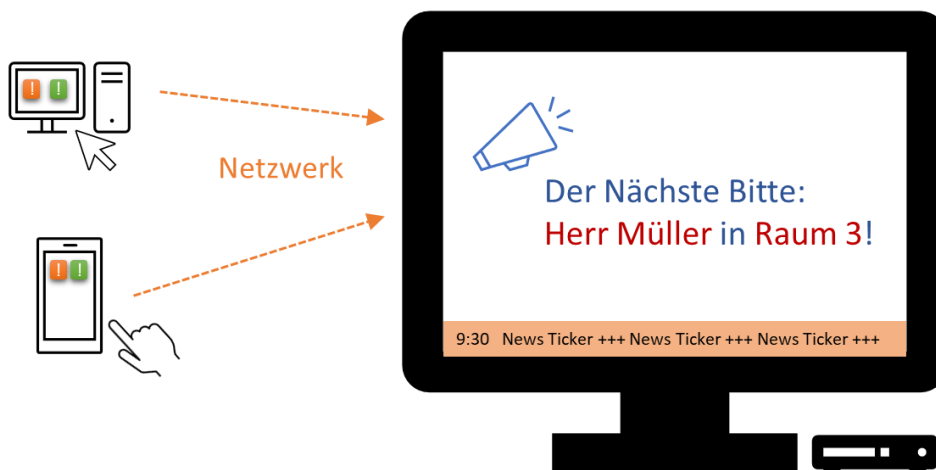 ! !
Netzwerk
! !
Der Nächste Bitte:
Herr Müller in Raum 3!
9:30 News Ticker +++ News Ticker +++ News Ticker +++